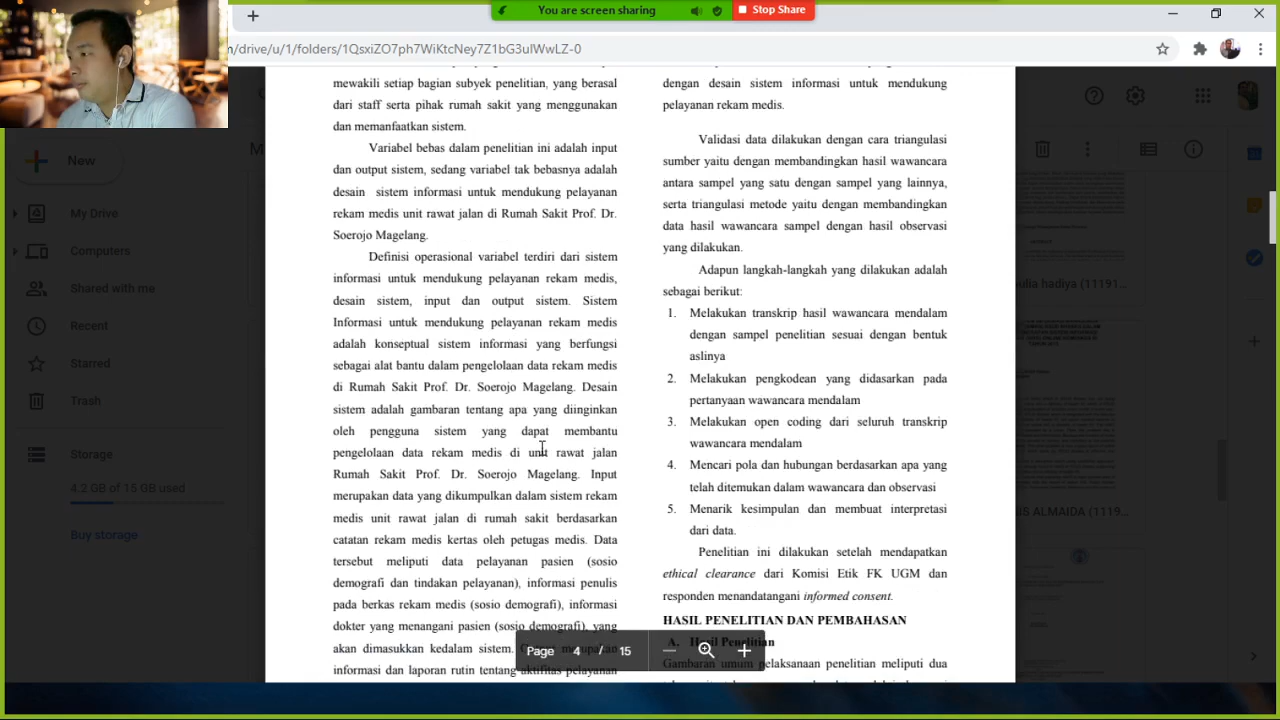 You are screen sharing
Stop Share
m/drive/u/1/folders/1QsxiZO7ph7WiKtcNey7Z1bG3ulWwLZ-0
New
My Drive
Computers
Shared with me
Recent
Starred
Trash
Storage
4.2 GB of 15 GB used
Buy storage
mewakili setiap bagian subyek penelitian, yang berasal
dari staff serta pihak rumah sakit yang menggunakan
dan memanfaatkan sistem.
Variabel bebas dalam penelitian ini adalah input
dan output sistem, sedang variabel tak bebasnya adalah
desain sistem informasi untuk mendukung pelayanan
rekam medis unit rawat jalan di Rumah Sakit Prof. Dr.
Soerojo Magelang.
Definisi operasional variabel terdiri dari sistem
informasi untuk mendukung pelayanan rekam medis,
desain sistem, input dan output sistem. Sistem
Informasi untuk mendukung pelayanan rekam medis
adalah konseptual sistem informasi yang berfungsi
sebagai alat bantu dalam pengelolaan data rekam medis
di Rumah Sakit Prof. Dr. Soerojo Magelang. Desain
sistem adalah gambaran tentang apa yang diinginkan
oleh pengguna sistem yang dapat membantu
pengelolaan data rekam medis di unit rawat jalan
Rumah Sakit Prof. Dr. Soerojo Magelang. Input
merupakan data yang dikumpulkan dalam sistem rekam
medis unit rawat jalan di rumah sakit berdasarkan
catatan rekam medis kertas oleh petugas medis. Data
tersebut meliputi data pelayanan pasien (sosio
demografi dan tindakan pelayanan), informasi penulis
pada berkas rekam medis (sosio demografi), informasi
dokter yang menangani pasien (sosio demografi), yang
akan dimasukkan kedalam sistem.
informasi dan laporan rutin tentang aktifitas pelayanan
dengan desain sistem informasi untuk mendukung
pelayanan rekam medis.
Validasi data dilakukan dengan cara triangulasi
sumber yaitu dengan membandingkan hasil wawancara
antara sampel yang satu dengan sampel yang lainnya,
serta triangulasi metode yaitu dengan membandingkan
data hasil wawancara sampel dengan hasil observasi
yang dilakukan.
Adapun langkah-langkah yang dilakukan adalah
sebagai berikut:
1. Melakukan transkrip hasil wawancara mendalam
dengan sampel penelitian sesuai dengan bentuk
aslinya
2. Melakukan pengkodean yang didasarkan pada
pertanyaan wawancara mendalam
3. Melakukan open coding dari seluruh transkrip
wawancara mendalam
4. Mencari pola dan hubungan berdasarkan apa yang
telah ditemukan dalam wawancara dan observasi
5. Menarik kesimpulan dan membuat interpretasi
dari data.
Penelitian ini dilakukan setelah mendapatkan
ethical clearance dari Komisi Etik FK UGM dan
responden menandatangani informed consent.
HASIL PENELITIAN DAN PEMBAHASAN
A. Hasil Penelitian
Gambaran umum pelaksanaan penelitian meliputi dua
Page 4 / 15
ulia hadiya (11191...
IS ALMAIDA (1119...